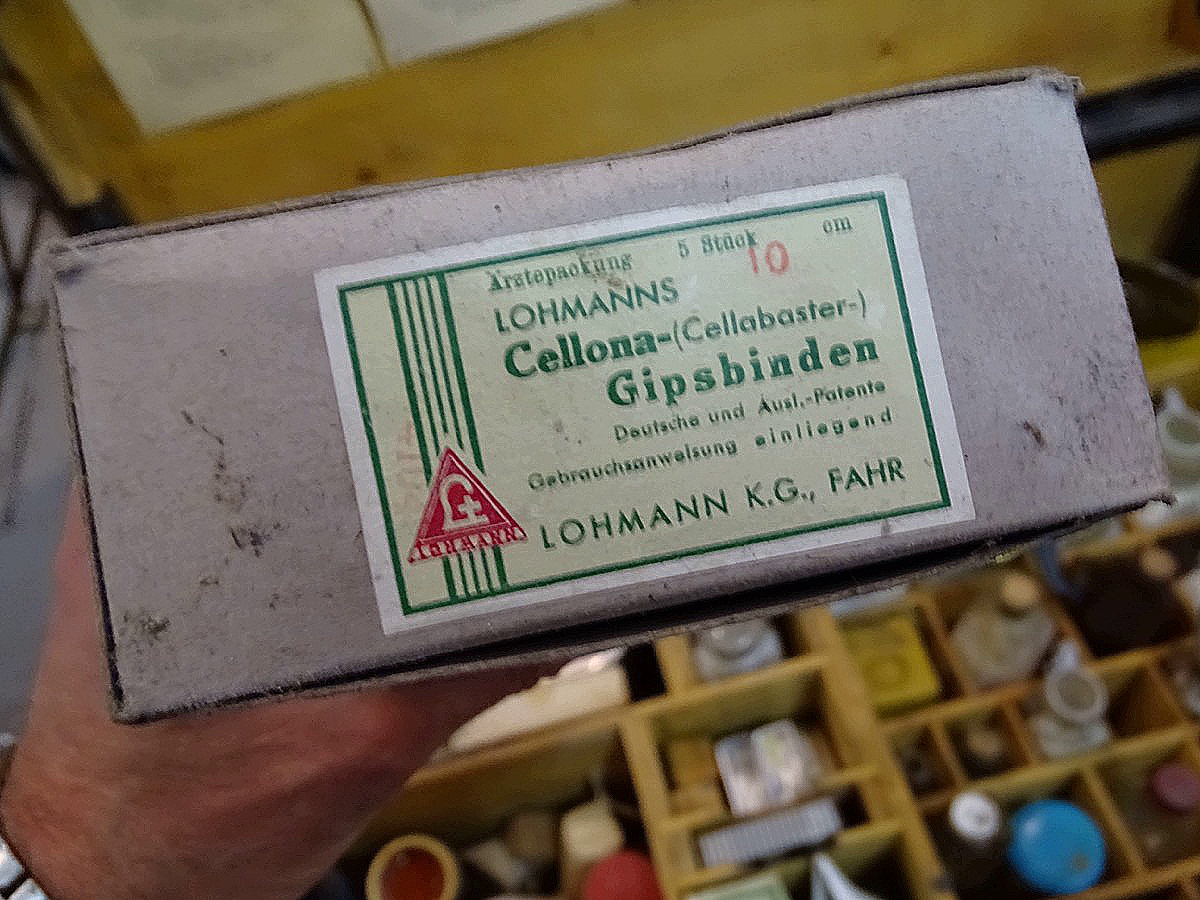 Ärztepackung 5 Stück 10 cm
LOHMANNS
Cellona-(Cellabaster-)
Gipsbinden
Deutsche und Ausl.-Patente
Gebrauchsanweisung einliegend
LOHMANN K.G., FAHR
LOHMANN